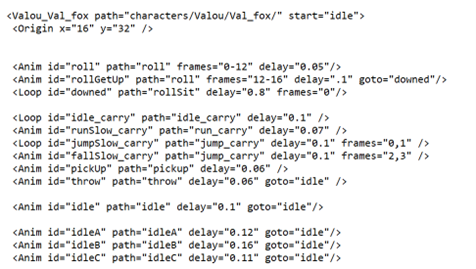 <Valou_Val_fox path="characters/Valou/Val_fox/" start="idle">
<Origin x="16" y="32" />
<Anim id="roll" path="roll" frames="0-12" delay="0.05"/>
<Anim id="rollGetUp" path="roll" frames="12-16" delay=".1" goto="downed"/>
<Loop id="downed" path="rollSit" delay="0.8" frames="0"/>
<Loop id="idle_carry" path="idle_carry" delay="0.1" />
<Anim id="runSlow_carry" path="run_carry" delay="0.07" />
<Loop id="jumpSlow_carry" path="jump_carry" delay="0.1" frames="0,1" />
<Anim id="fallSlow_carry" path="jump_carry" delay="0.1" frames="2,3" />
<Anim id="pickUp" path="pickup" delay="0.06" />
<Anim id="throw" path="throw" delay="0.06" goto="idle" />
<Anim id="idle" path="idle" delay="0.1" goto="idle"/>
<Anim id="idleA" path="idleA" delay="0.12" goto="idle"/>
<Anim id="idleB" path="idleB" delay="0.16" goto="idle"/>
<Anim id="idleC" path="idleC" delay="0.11" goto="idle"/>